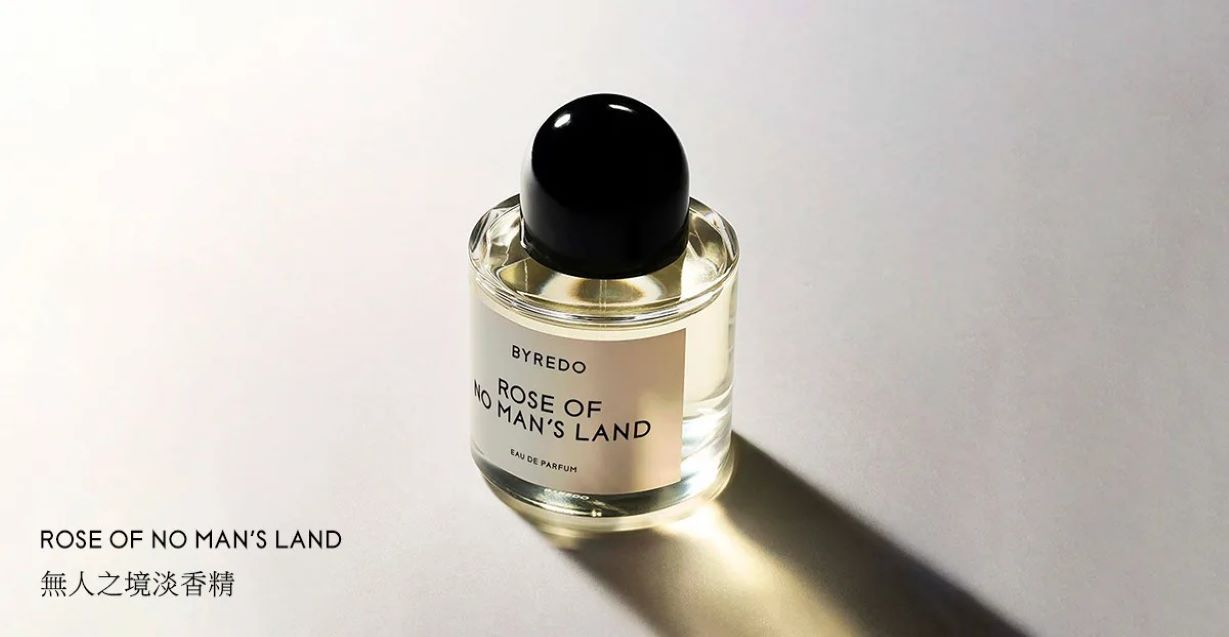 BYREDO
ROSE OF
NO MAN'S LAND
EAU DE PARFUM
BYREDO
ROSE OF NO MAN'S LAND
無人之境淡香精